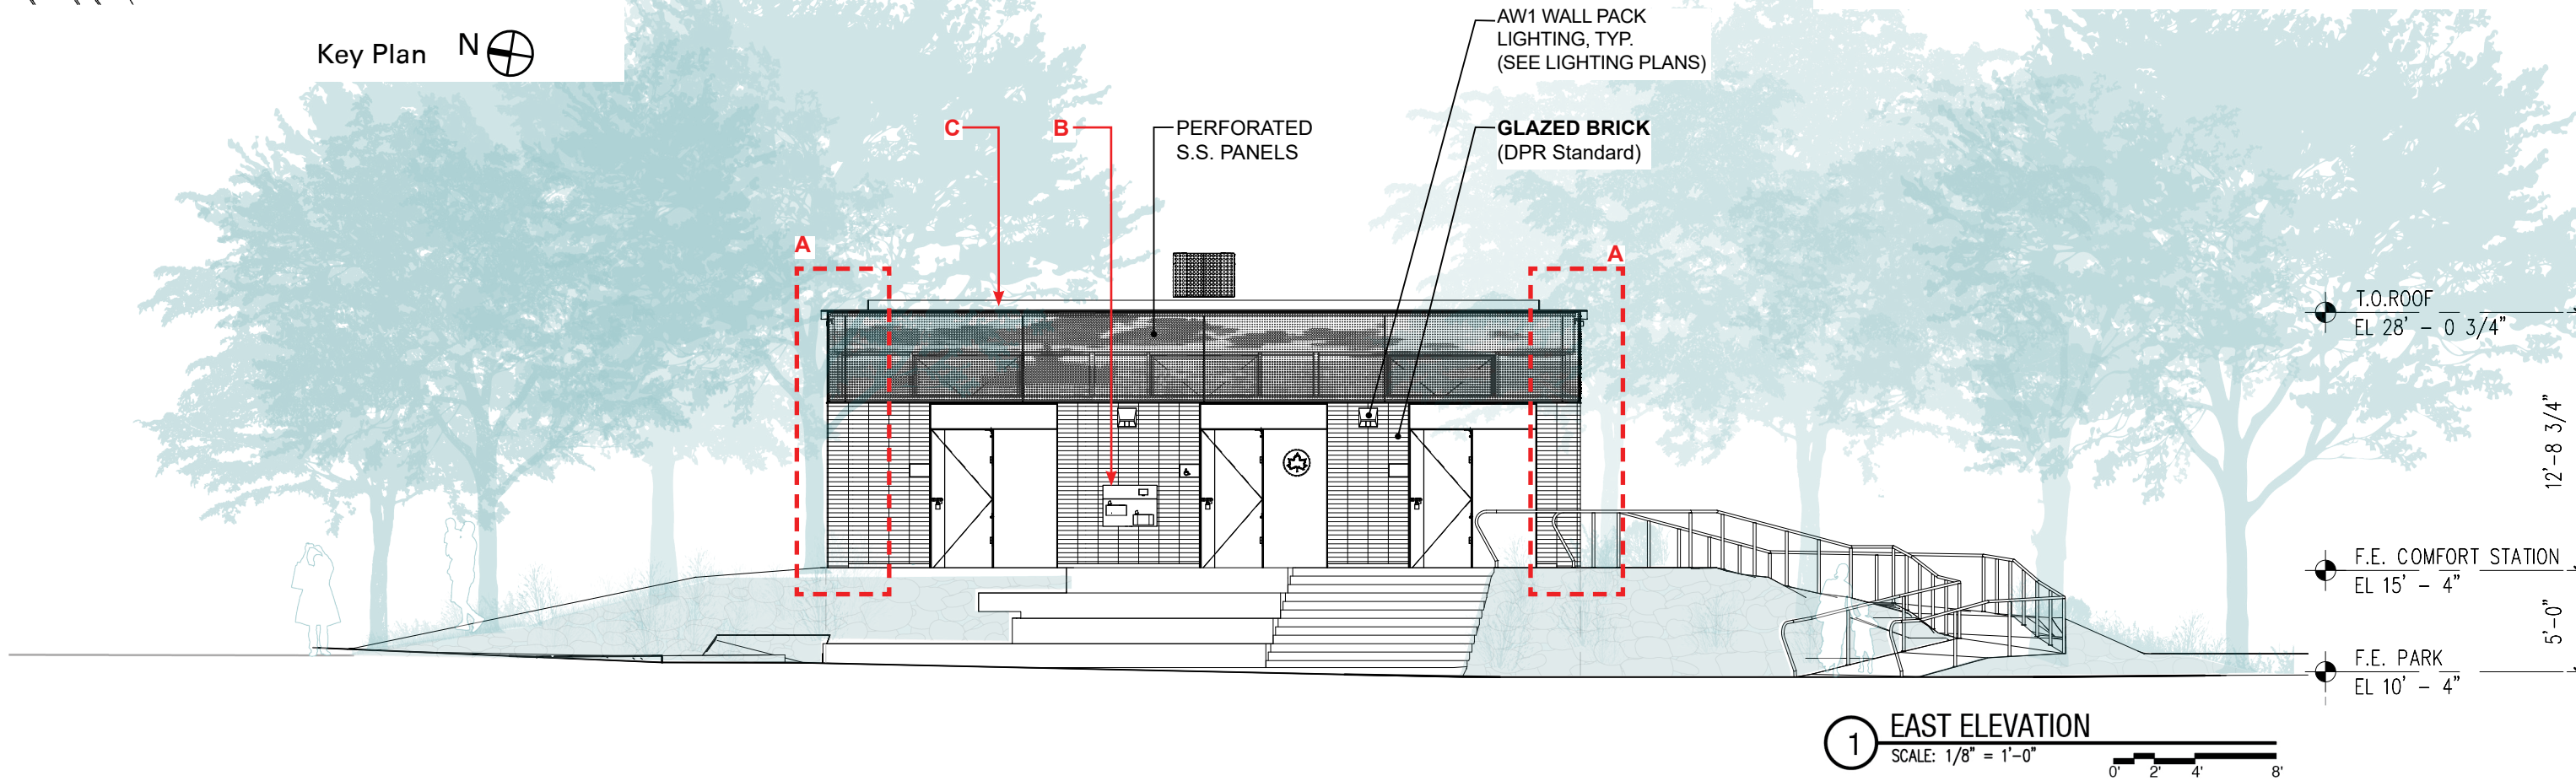 Key Plan N
AW1 WALL PACK
LIGHTING, TYP.
(SEE LIGHTING PLANS)
C
B
PERFORATED
S.S. PANELS
GLAZED BRICK
(DPR Standard)
A
A
T.O.ROOF
EL 28' - 0 3/4"
12'-8 3/4"
F.E. COMFORT STATION
EL 15' - 4"
5'-0"
F.E. PARK
EL 10' - 4"
1 EAST ELEVATION
SCALE: 1/8" = 1'-0"
0' 2' 4' 8'